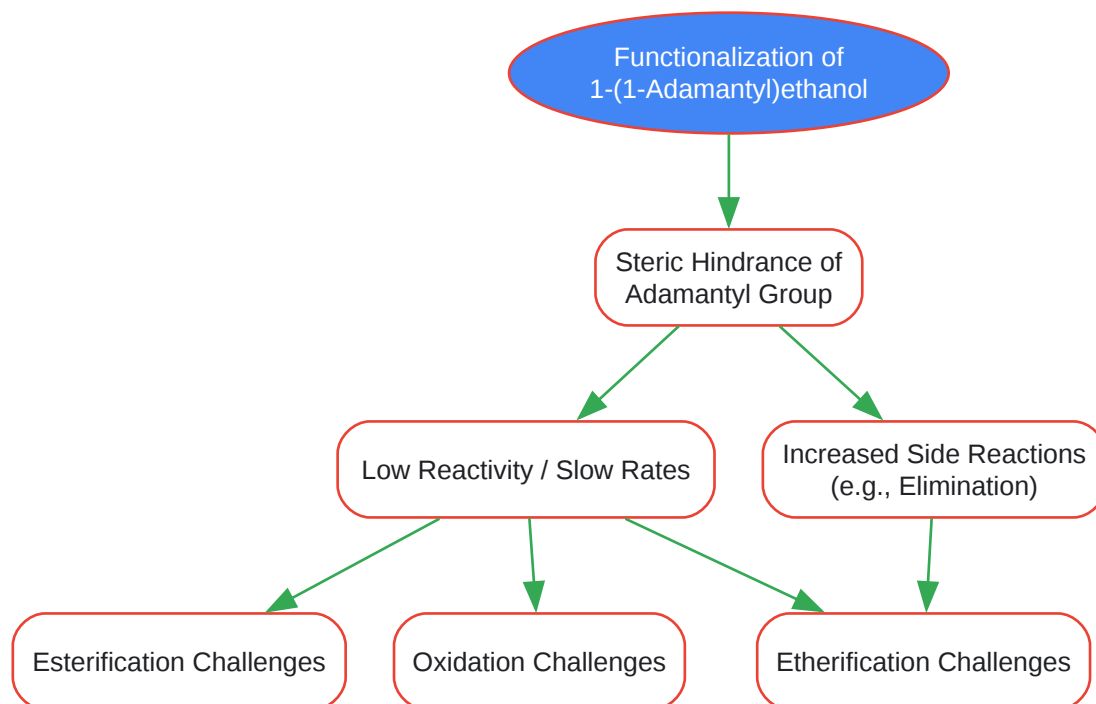 Functionalization of
1-(1-Adamantyl)ethanol
Steric Hindrance of
Adamantyl Group
Low Reactivity / Slow Rates
Increased Side Reactions
(e.g., Elimination)
Esterification Challenges
Oxidation Challenges
Etherification Challenges